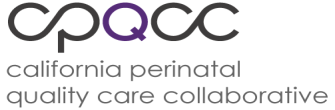 cpqcc
california perinatal
quality care collaborative